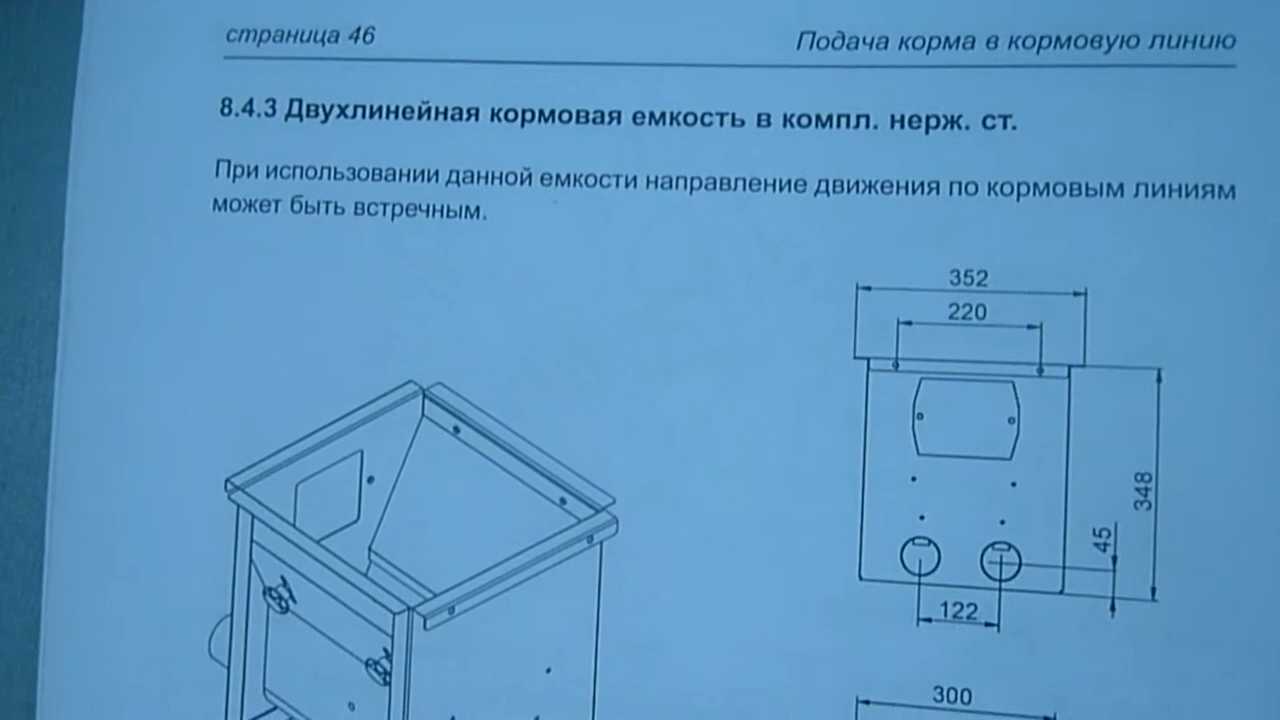 страница 46
Подача корма в кормовую линию
8.4.3 Двухлинейная кормовая емкость в компл. нерж. ст.
При использовании данной емкости направление движения по кормовым линиям
может быть встречным.
352
220
348
45
122
300